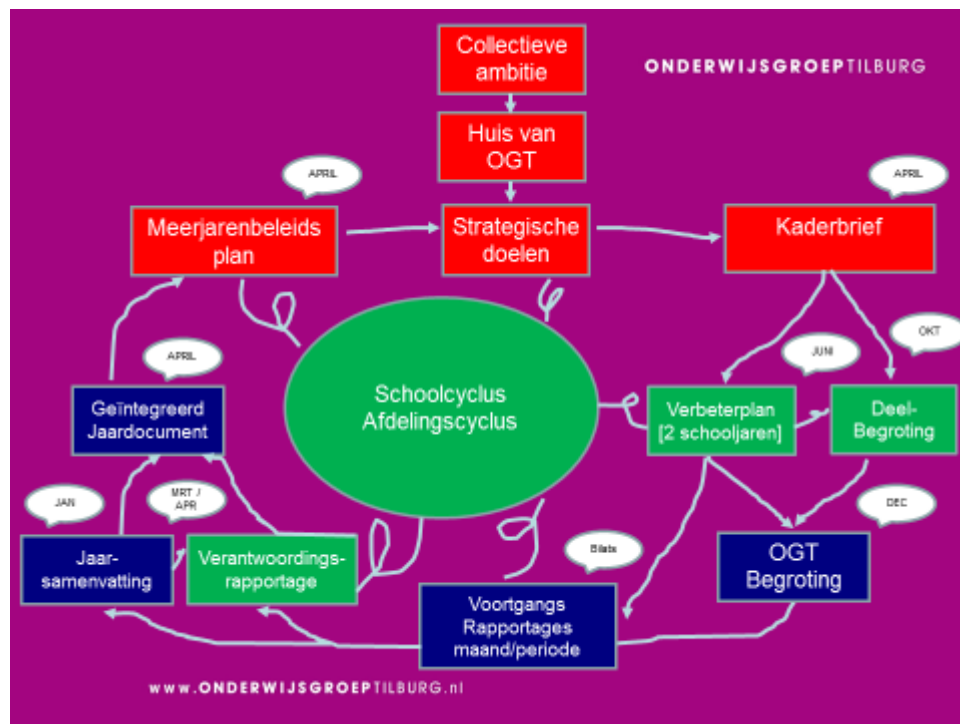 Collectieve
ambitie
ONDERWIJSGROEPTILBURG
Huis van
OGT
APRIL
APRIL
Meerjarenbeleids
plan
Strategische
doelen
Kaderbrief
OKT
JUNI
APRIL
Schoolcyclus
Afdelingscyclus
Geïntegreerd
Jaardocument
Verbeterplan
[2 schooljaren]
Deel-
Begroting
JAN
MRT /
APR
DEC
Bilats
Jaar-
samenvatting
Verantwoordings-
rapportage
OGT
Begroting
Voortgangs
Rapportages
maand/periode
www.ONDERWIJSGROEPTILBURG.nl